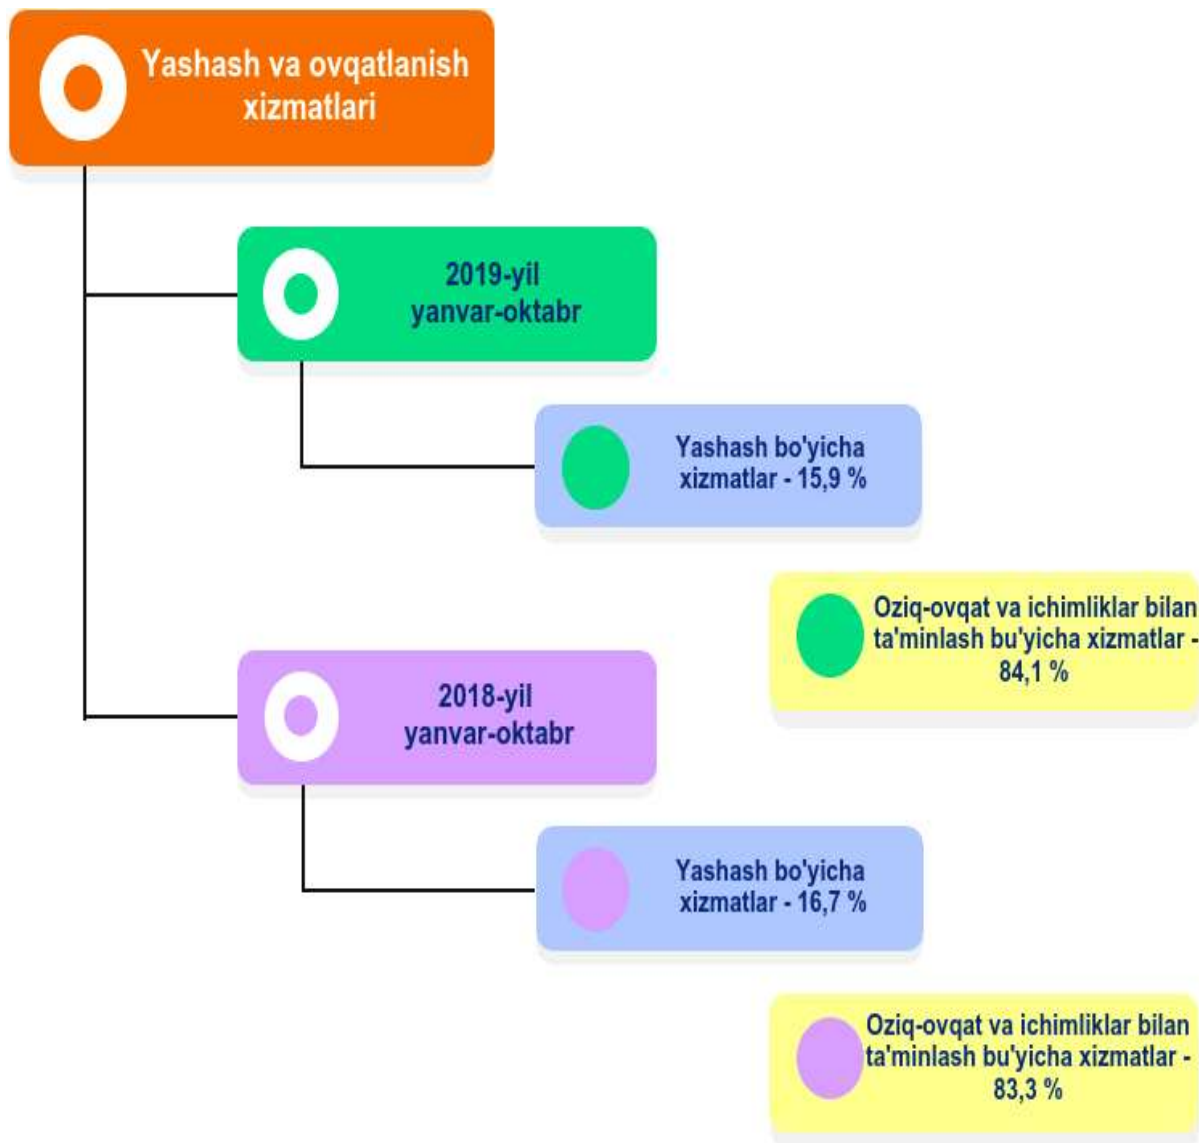 Yashash va ovqatlanish
xizmatlari
2019-yil
yanvar-oktabr
Yashash bo'yicha
xizmatlar - 15,9 %
Oziq-ovqat va ichimliklar bilan
ta'minlash bu'yicha xizmatlar -
84,1 %
2018-yil
yanvar-oktabr
Yashash bo'yicha
xizmatlar - 16,7 %
Oziq-ovqat va ichimliklar bilan
ta'minlash bu'yicha xizmatlar -
83,3 %